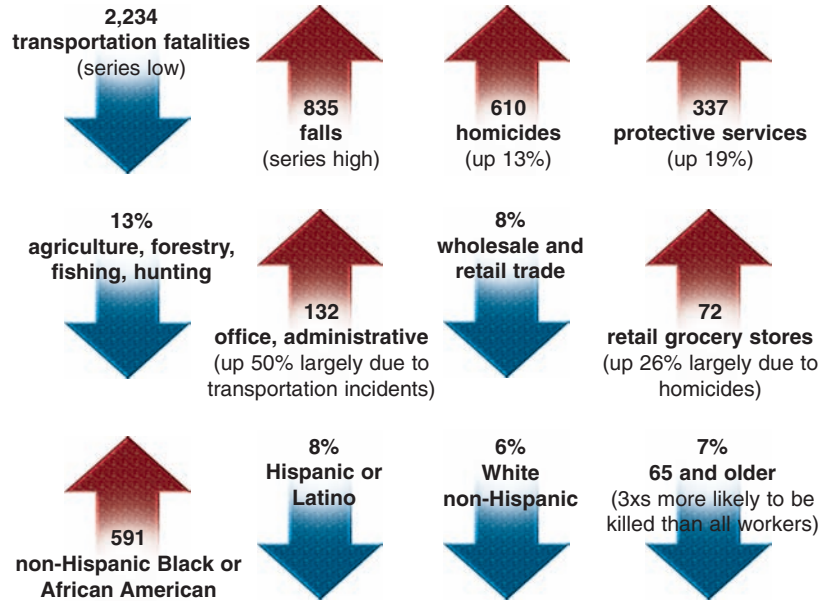 2,234
transportation fatalities
(series low)
835
falls
(series high)
610
homicides
(up 13%)
337
protective services
(up 19%)
13%
agriculture, forestry,
fishing, hunting
132
office, administrative
(up 50% largely due to
transportation incidents)
8%
wholesale and
retail trade
72
retail grocery stores
(up 26% largely due to
homicides)
591
non-Hispanic Black or
African American
8%
Hispanic or
Latino
6%
White
non-Hispanic
7%
65 and older
(3xs more likely to be
killed than all workers)